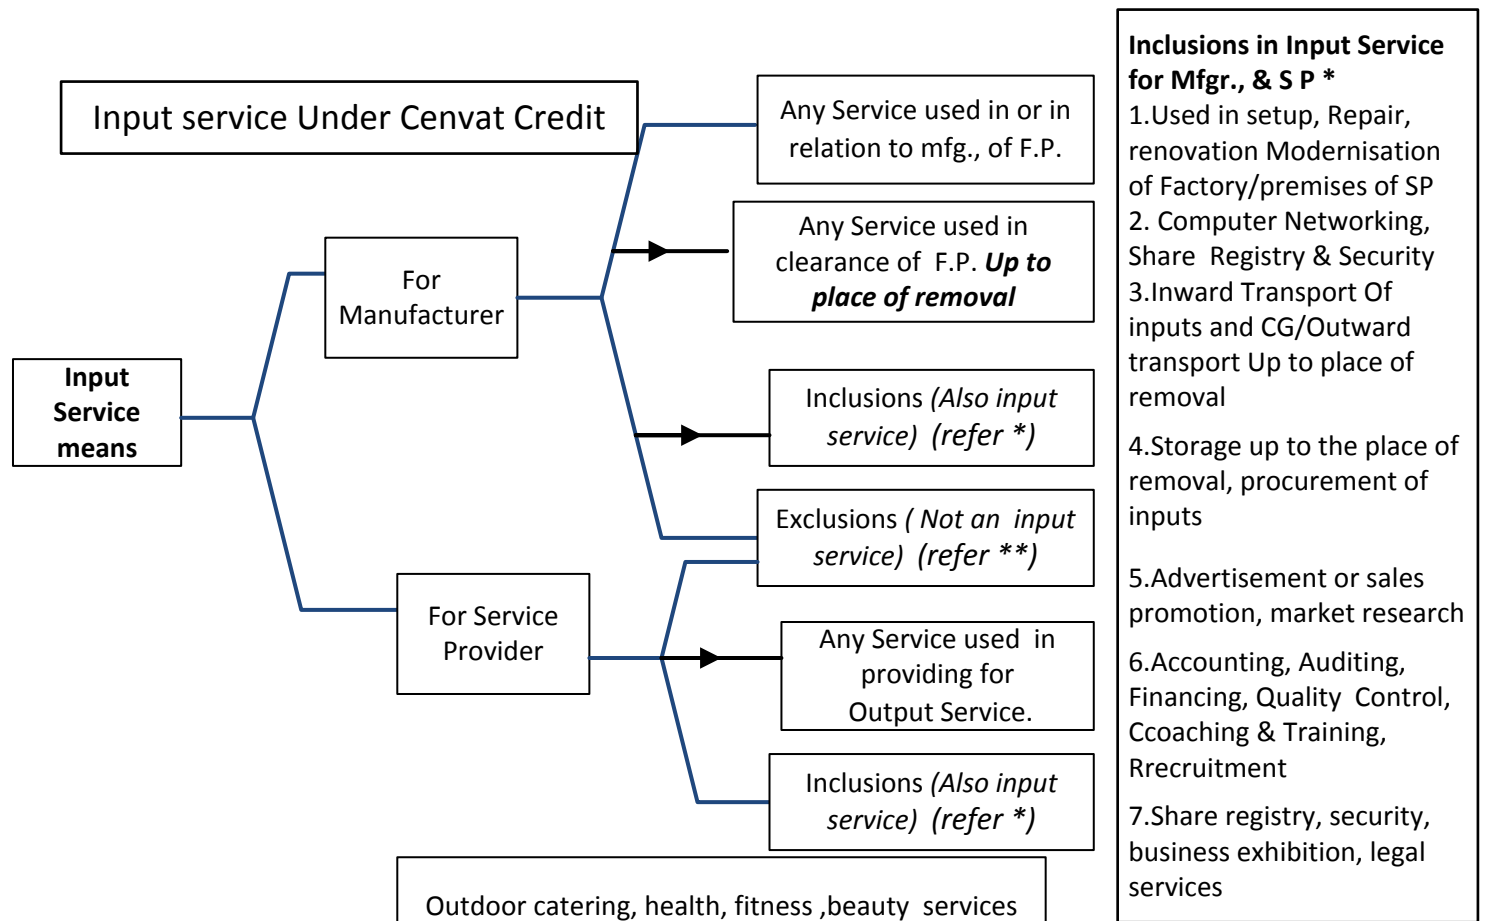 Input service Under Cenvat Credit
Input
Service
means
For
Manufacturer
For Service
Provider
Any Service used in or in
relation to mfg., of F.P.
Any Service used in
clearance of F.P. Up to
place of removal
Inclusions (Also input
service) (refer *)
Exclusions ( Not an input
service) (refer **)
Any Service used in
providing for
Output Service.
Inclusions (Also input
service) (refer *)
Outdoor catering, health, fitness ,beauty services
Inclusions in Input Service
for Mfgr., & S P *
1.Used in setup, Repair,
renovation Modernisation
of Factory/premises of SP
2. Computer Networking,
Share Registry & Security
3.Inward Transport Of
inputs and CG/Outward
transport Up to place of
removal
4.Storage up to the place of
removal, procurement of
inputs
5.Advertisement or sales
promotion, market research
6.Accounting, Auditing,
Financing, Quality Control,
Ccoaching & Training,
Rrecruitment
7.Share registry, security,
business exhibition, legal
services